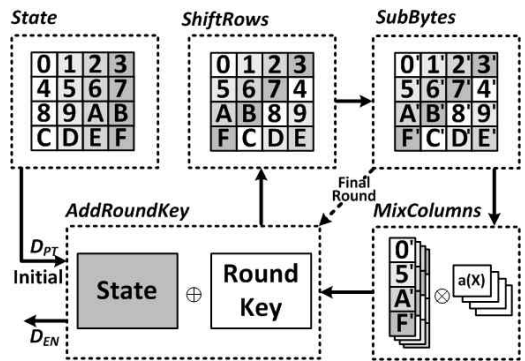 State
0 1 2 3
4 5 6 7
8 9 A B
C D E F
ShiftRows
0 1 2 3
5 6 7 4
A B 8 9
F C D E
SubBytes
0' 1' 2' 3'
5' 6' 7' 4'
A' B' 8' 9'
F' C' D' E'
Final
Round
AddRoundKey
D_PT
Initial
State
⊕
Round
Key
D_EN
MixColumns
0'
5'
A'
F'
⊗
a(X)